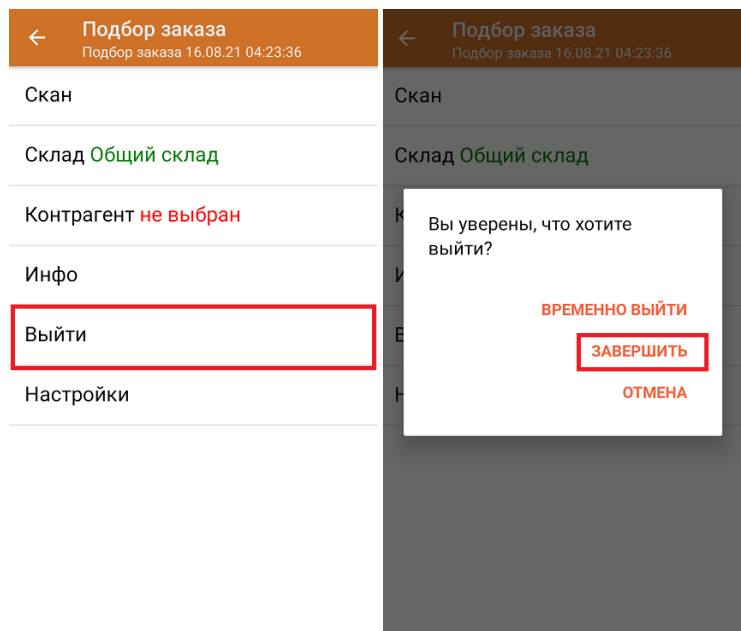 Подбор заказа
Подбор заказа 16.08.21 04:23:36
Скан
Склад Общий склад
Контрагент не выбран
Инфо
Выйти
Настройки
Подбор заказа
Подбор заказа 16.08.21 04:23:36
Скан
Склад Общий склад
Вы уверены, что хотите
выйти?
ВРЕМЕННО ВЫЙТИ
ЗАВЕРШИТЬ
ОТМЕНА